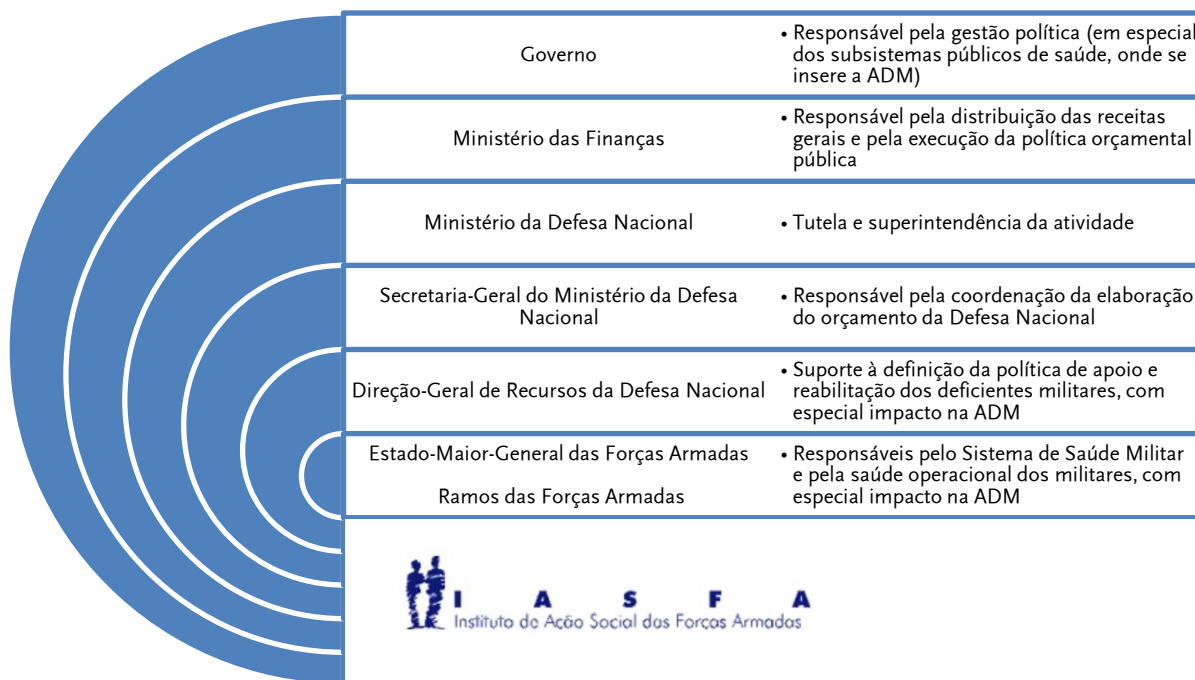 Governo
• Responsável pela gestão política (em especial
dos subsistemas públicos de saúde, onde se
insere a ADM)
Ministério das Finanças
• Responsável pela distribuição das receitas
gerais e pela execução da política orçamental
pública
Ministério da Defesa Nacional
• Tutela e superintendência da atividade
Secretaria-Geral do Ministério da Defesa
Nacional
• Responsável pela coordenação da elaboração
do orçamento da Defesa Nacional
Direção-Geral de Recursos da Defesa Nacional
• Suporte à definição da política de apoio e
reabilitação dos deficientes militares, com
especial impacto na ADM
Estado-Maior-General das Forças Armadas
Ramos das Forças Armadas
• Responsáveis pelo Sistema de Saúde Militar
e pela saúde operacional dos militares, com
especial impacto na ADM
I A S F A
Instituto de Ação Social das Forças Armadas